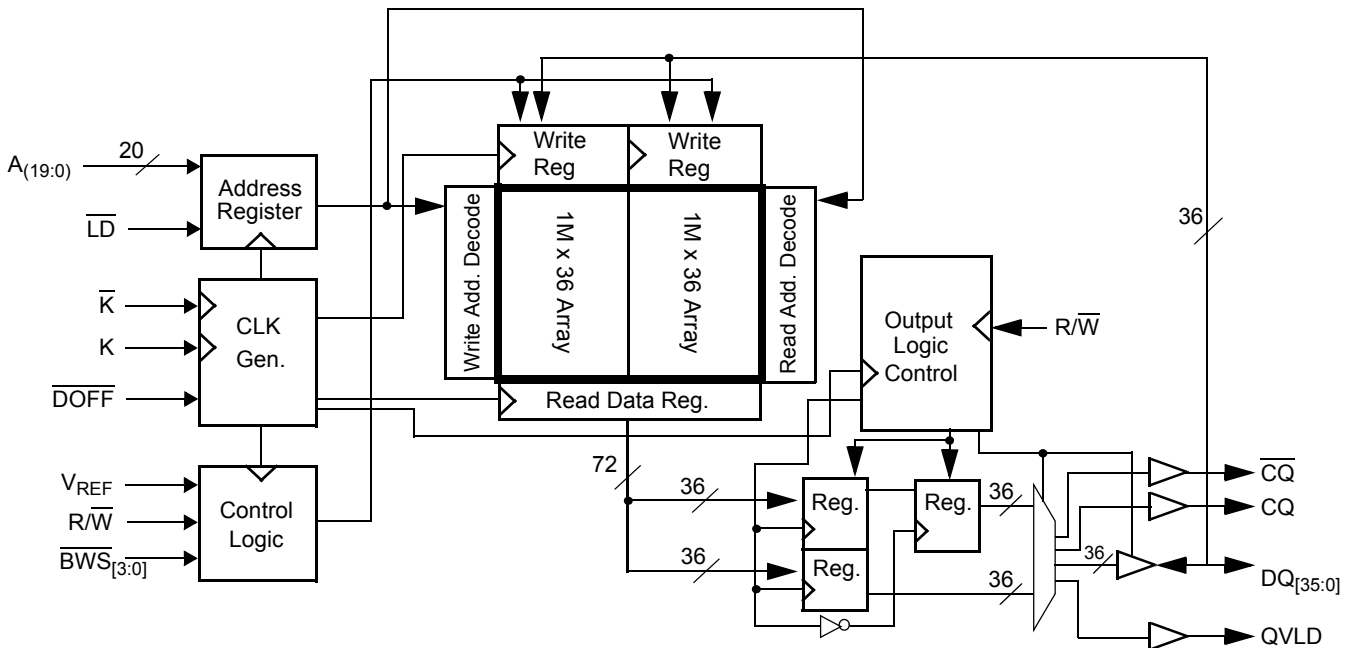 A(19:0)
20
LD
Address
Register
K
K
DOFF
CLK
Gen.
VREF
R/W
BWS[3:0]
Control
Logic
Write
Reg
Write
Reg
Write Add. Decode
1M x 36 Array
1M x 36 Array
Read Add. Decode
Read Data Reg.
36
Output
Logic
Control
R/W
72
36
Reg.
Reg.
36
36
Reg.
36
36
CQ
CQ
DQ[35:0]
QVLD